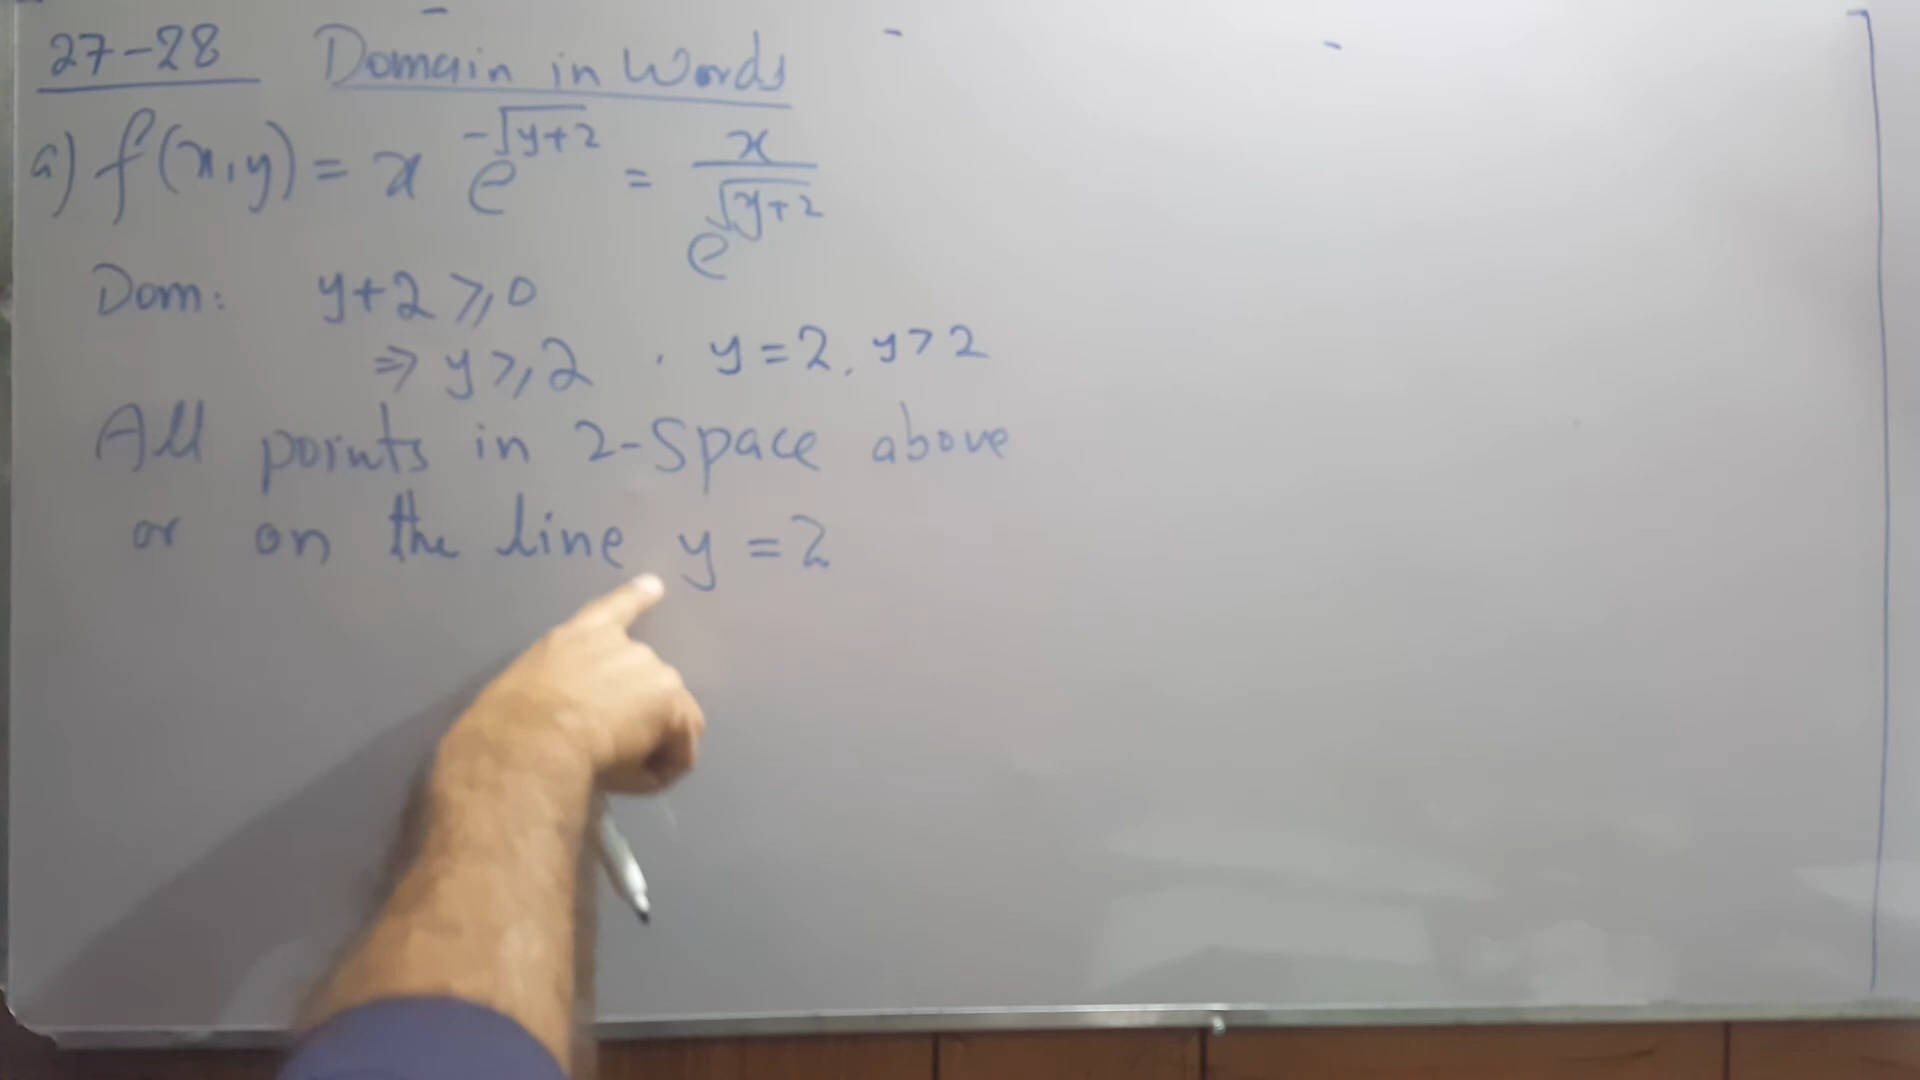 27-28 Domain in Words
a) f(x,y) = x e^{-√(y+2)} = x / e^{√(y+2)}
Dom: y+2 ⩾ 0
⇒ y ⩾ 2 . y = 2, y > 2
All points in 2-Space above
or on the line y = 2